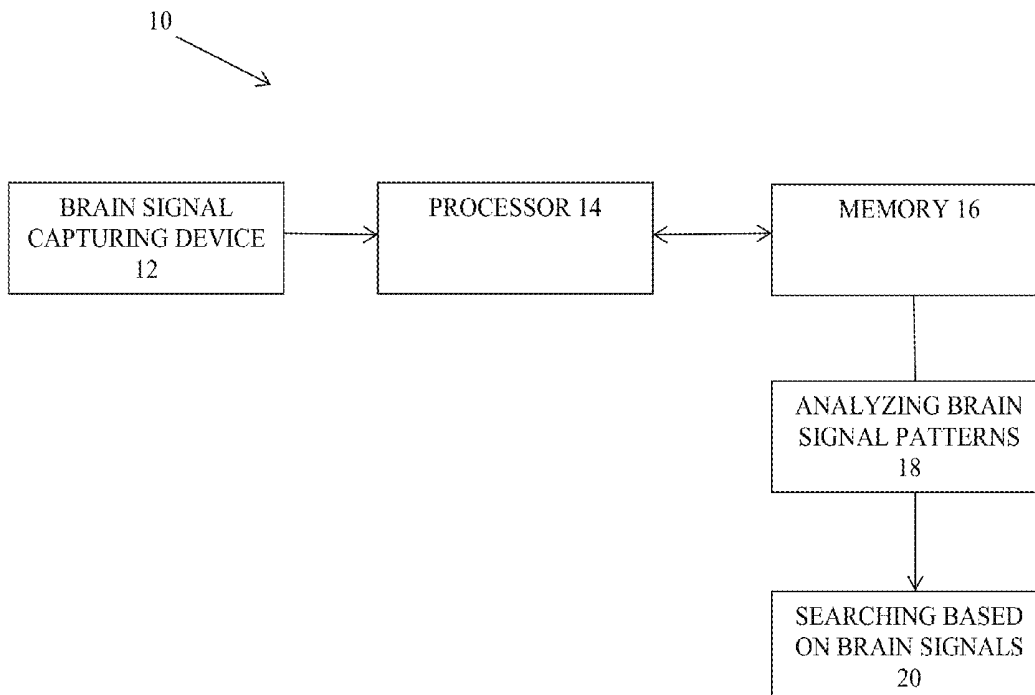 10
BRAIN SIGNAL
CAPTURING DEVICE
12
PROCESSOR 14
MEMORY 16
ANALYZING BRAIN
SIGNAL PATTERNS
18
SEARCHING BASED
ON BRAIN SIGNALS
20